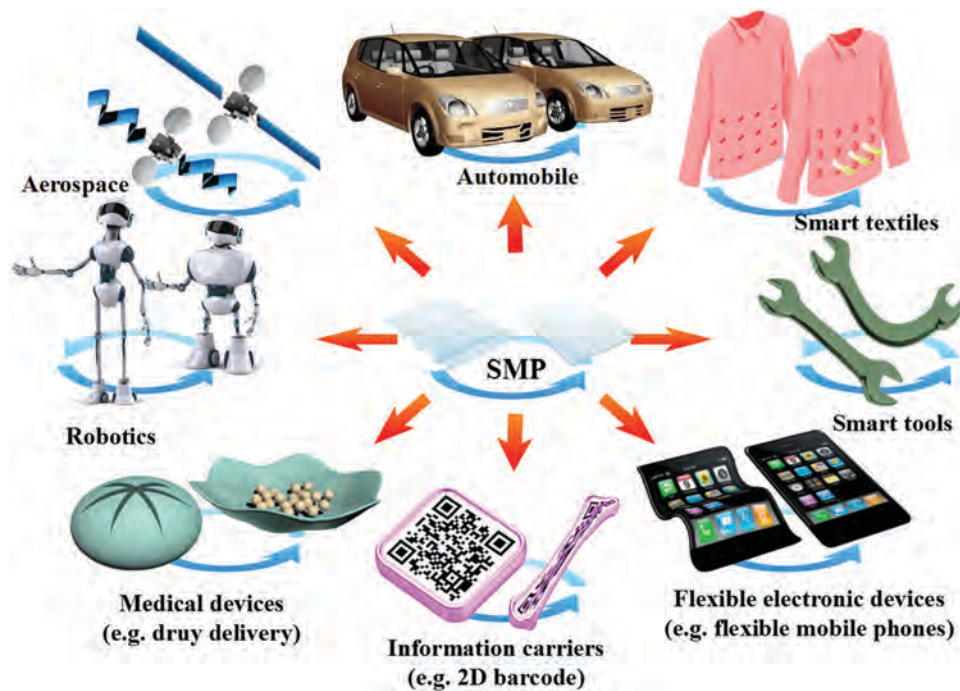 Aerospace
Automobile
Smart textiles
Robotics
SMP
Smart tools
Medical devices
(e.g. druy delivery)
Information carriers
(e.g. 2D barcode)
Flexible electronic devices
(e.g. flexible mobile phones)